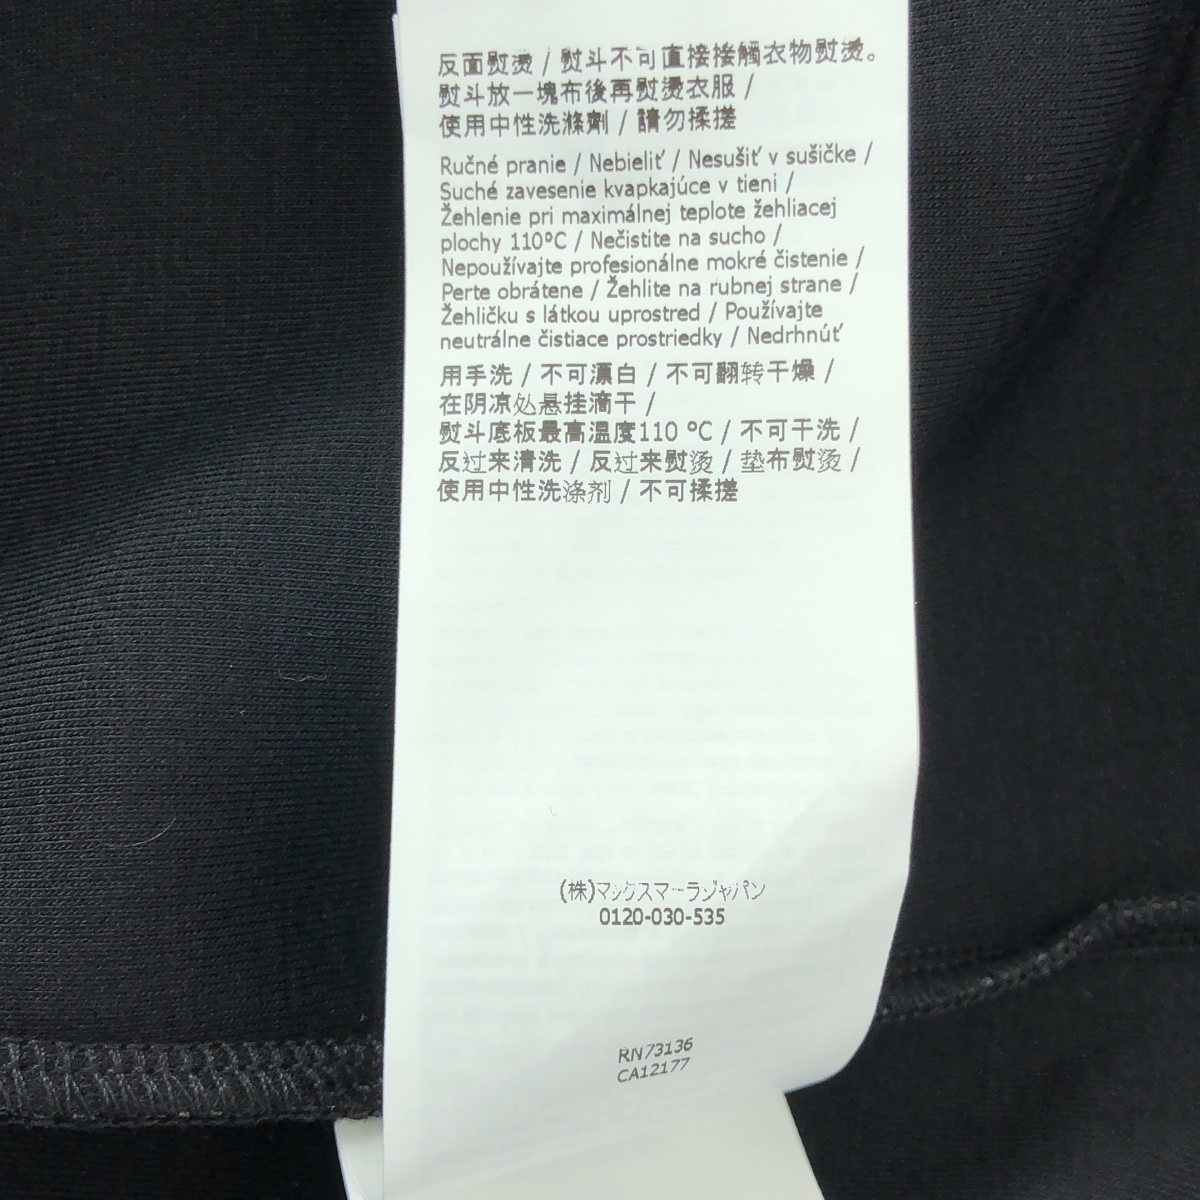 反面熨燙 / 熨斗不可直接接觸衣物熨燙。
熨斗放一塊布後再熨燙衣服 /
使用中性洗滌劑 / 請勿揉搓
Ručné pranie / Nebieliť / Nesušiť v sušičke /
Suché zavesenie kvapkajúce v tieni /
Žehlenie pri maximálnej teplote žehliacej
plochy 110°C / Nečistite na sucho /
Nepoužívajte profesionálne mokré čistenie /
Perte obrátene / Žehlite na rubnej strane /
Žehličku s látkou uprostred / Používajte
neutrálne čistiace prostriedky / Nedrhnúť
用手洗 / 不可漂白 / 不可翻转干燥 /
在阴凉处悬挂滴干 /
熨斗底板最高温度110 °C / 不可干洗 /
反过来清洗 / 反过来熨烫 / 垫布熨烫 /
使用中性洗涤剂 / 不可揉搓
(株)マックスマーラジャパン
0120-030-535
RN73136
CA12177